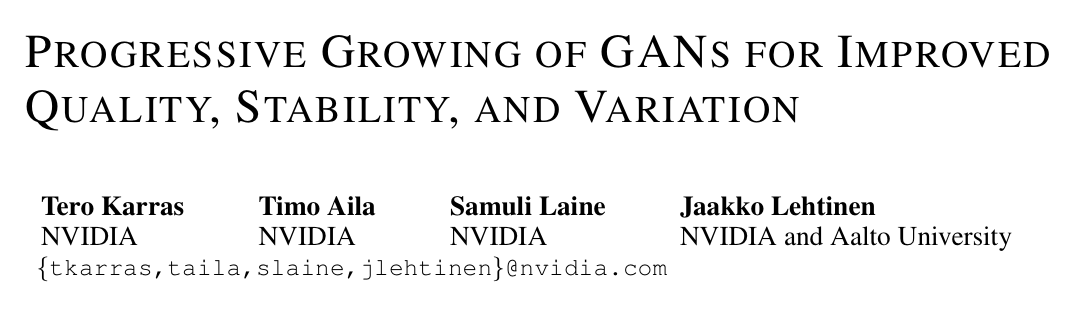 PROGRESSIVE GROWING OF GANS FOR IMPROVED
QUALITY, STABILITY, AND VARIATION
Tero Karras Timo Aila Samuli Laine Jaakko Lehtinen
NVIDIA NVIDIA NVIDIA NVIDIA and Aalto University
{tkarras,taila,slaine,jlehtinen}@nvidia.com